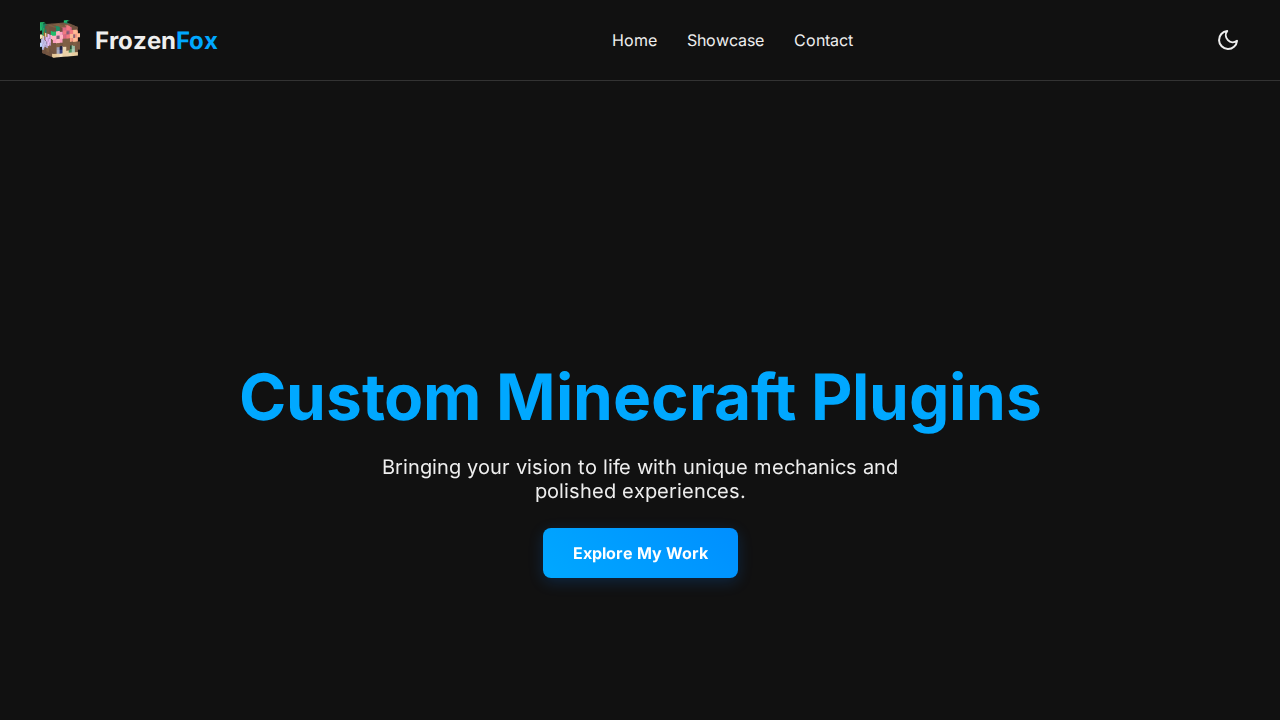 FrozenFox
Home
Showcase
Contact
Custom Minecraft Plugins
Bringing your vision to life with unique mechanics and
polished experiences.
Explore My Work